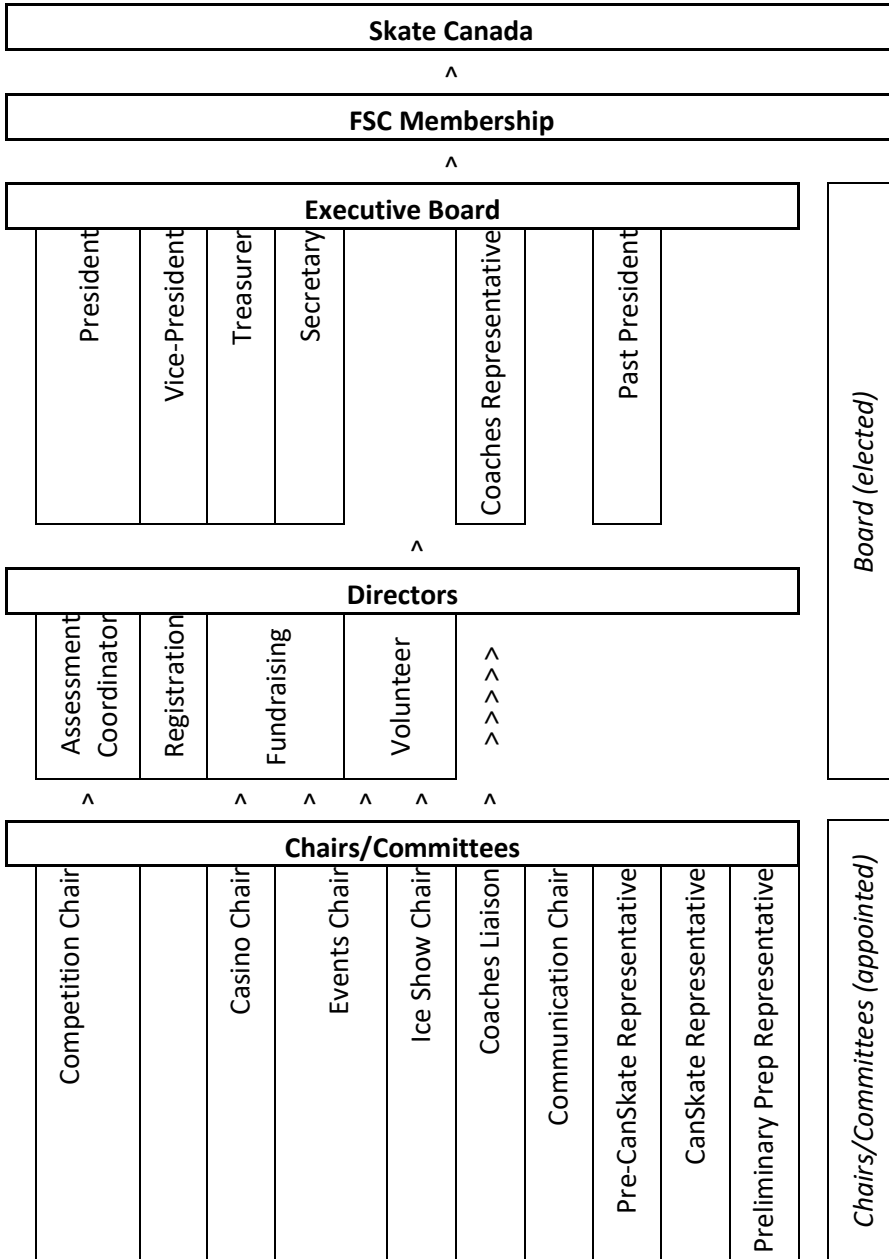 Skate Canada
^
FSC Membership
^
Executive Board
President
Vice-President
Treasurer
Secretary
Coaches Representative
Past President
Board (elected)
^
Directors
Assessment
Coordinator
Registration
Fundraising
Volunteer
>>>>>>
^ ^ ^ ^ ^ ^
Chairs/Committees
Competition Chair
Casino Chair
Events Chair
Ice Show Chair
Coaches Liaison
Communication Chair
Pre-CanSkate Representative
CanSkate Representative
Preliminary Prep Representative
Chairs/Committees (appointed)